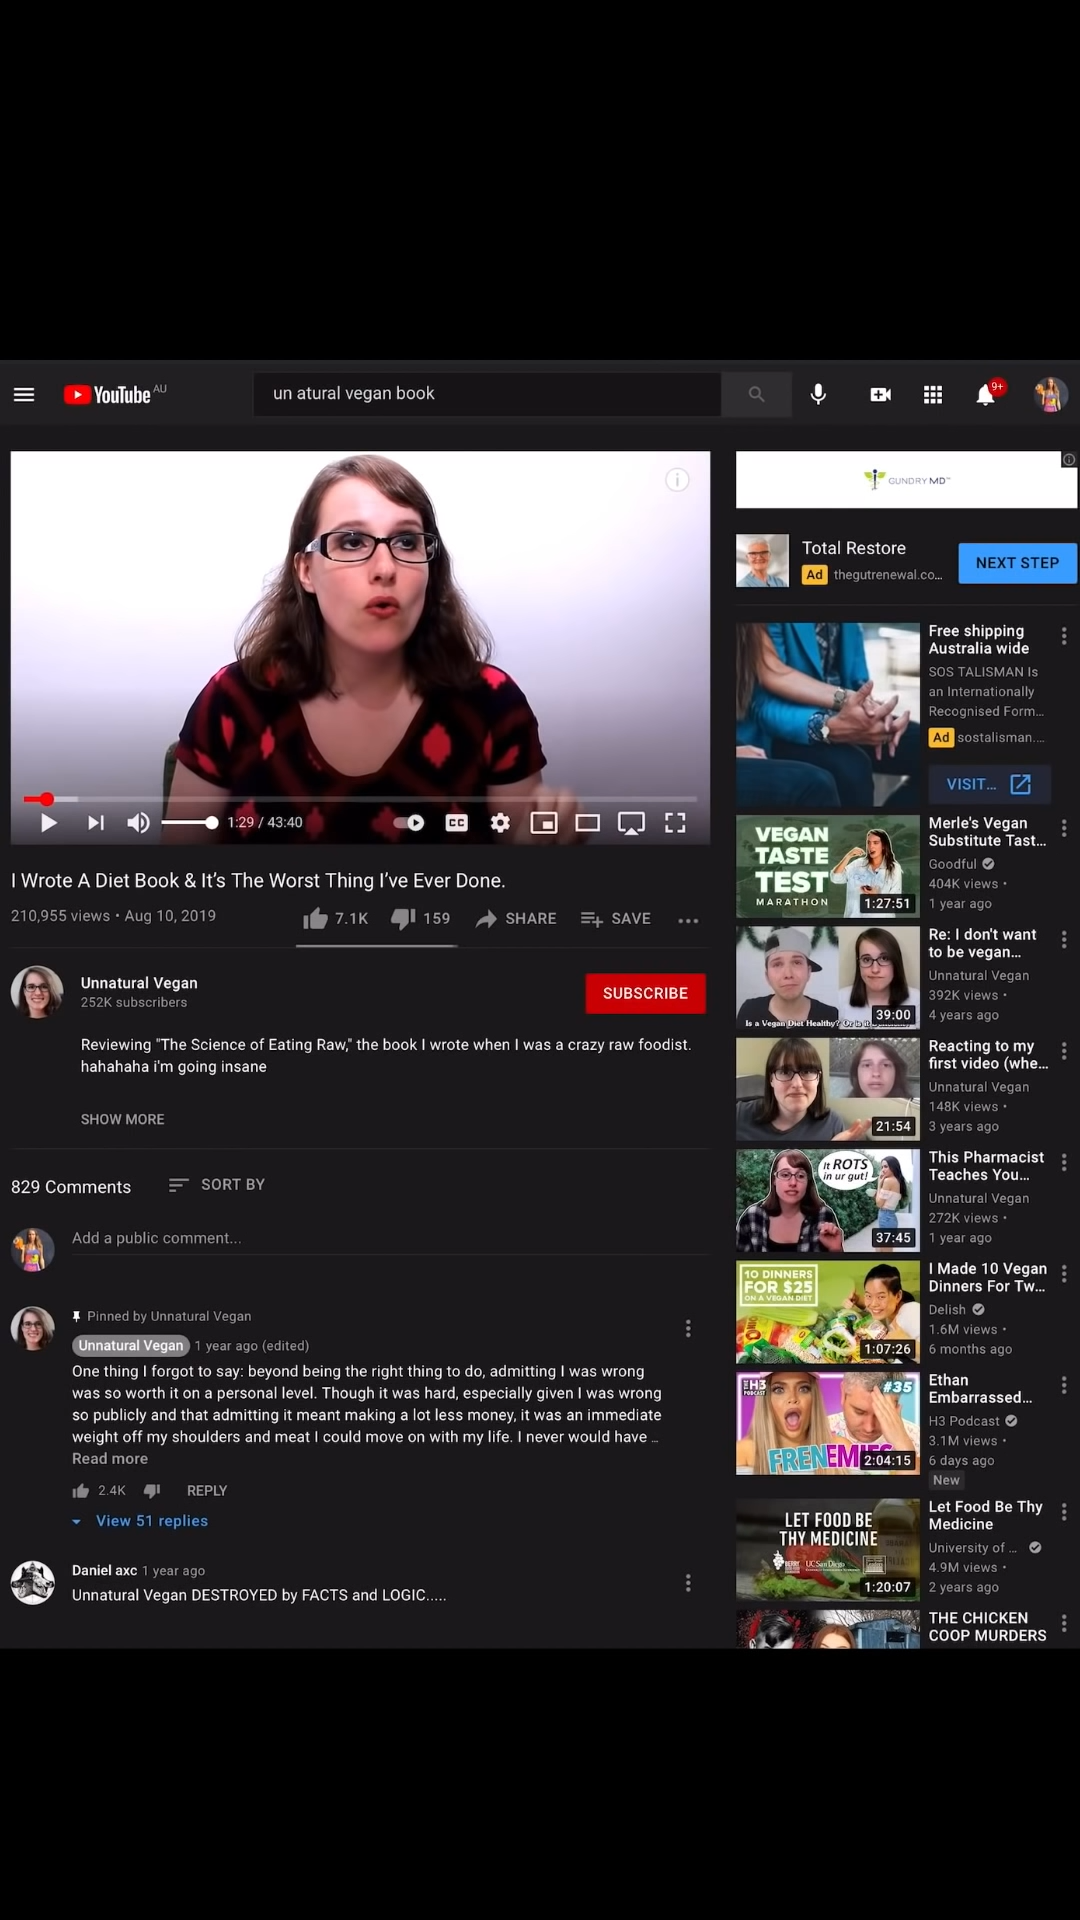 YouTube AU
un atural vegan book
9+
1:29 / 43:40
CC
I Wrote A Diet Book & It's The Worst Thing I've Ever Done.
210,955 views • Aug 10, 2019
7.1K
159
SHARE
SAVE
Unnatural Vegan
252K subscribers
SUBSCRIBE
Reviewing "The Science of Eating Raw," the book I wrote when I was a crazy raw foodist.
hahahaha i'm going insane
SHOW MORE
829 Comments
SORT BY
Add a public comment...
Pinned by Unnatural Vegan
Unnatural Vegan 1 year ago (edited)
One thing I forgot to say: beyond being the right thing to do, admitting I was wrong
was so worth it on a personal level. Though it was hard, especially given I was wrong
so publicly and that admitting it meant making a lot less money, it was an immediate
weight off my shoulders and meat I could move on with my life. I never would have ...
Read more
2.4K
REPLY
View 51 replies
Daniel axc 1 year ago
Unnatural Vegan DESTROYED by FACTS and LOGIC.....
GUNDRY MD™
Total Restore
Ad thegutrenewal.co...
NEXT STEP
Free shipping
Australia wide
SOS TALISMAN Is
an Internationally
Recognised Form...
Ad sostalisman....
VISIT...
VEGAN
TASTE
TEST
MARATHON
1:27:51
Merle's Vegan
Substitute Tast...
Goodful
404K views •
1 year ago
Is a Vegan Diet Healthy? Or is it
39:00
Re: I don't want
to be vegan...
Unnatural Vegan
392K views •
4 years ago
21:54
Reacting to my
first video (whe...
Unnatural Vegan
148K views •
3 years ago
It ROTS
in ur gut!
37:45
This Pharmacist
Teaches You...
Unnatural Vegan
272K views •
1 year ago
10 DINNERS
FOR $25
ON A VEGAN DIET
1:07:26
I Made 10 Vegan
Dinners For Tw...
Delish
1.6M views •
6 months ago
THE H3
PODCAST
#35
FRENEMIES
2:04:15
Ethan
Embarrassed...
H3 Podcast
3.1M views •
6 days ago
New
LET FOOD BE
THY MEDICINE
UC San Diego
1:20:07
Let Food Be Thy
Medicine
University of ...
4.9M views •
2 years ago
THE CHICKEN
COOP MURDERS